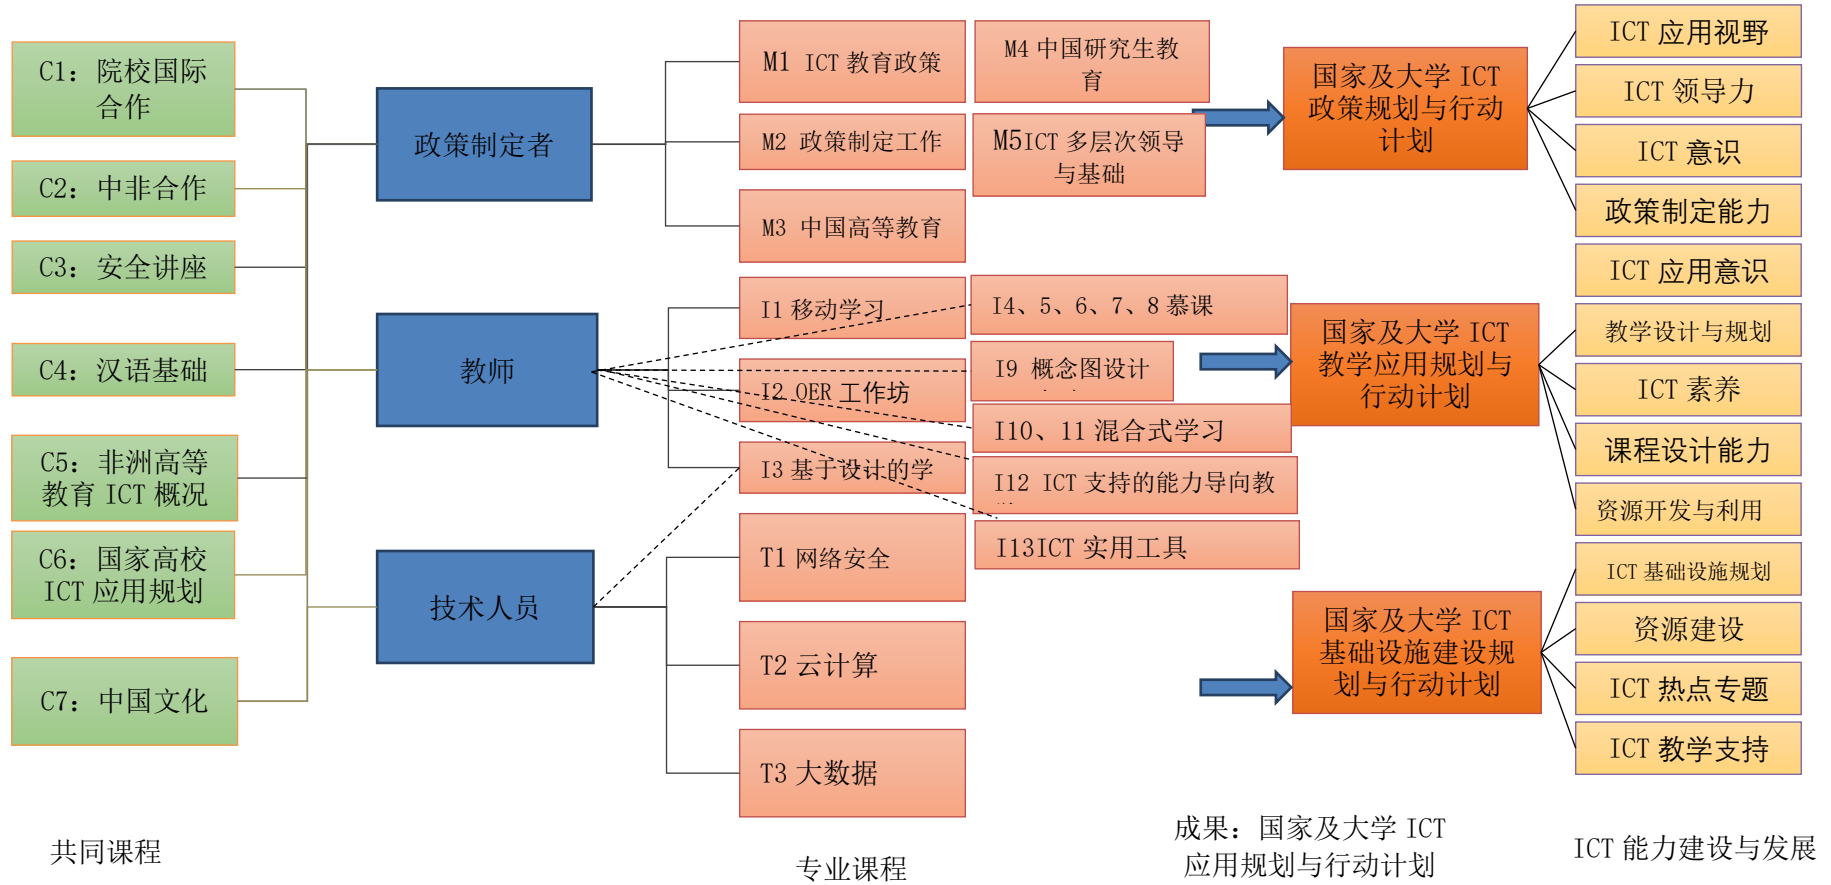 C1：院校国际
合作
C2：中非合作
C3：安全讲座
C4：汉语基础
C5：非洲高等
教育 ICT 概况
C6：国家高校
ICT 应用规划
C7：中国文化
共同课程
政策制定者
教师
技术人员
M1 ICT 教育政策
M2 政策制定工作
M3 中国高等教育
I1 移动学习
I2 OER 工作坊
I3 基于设计的学
T1 网络安全
T2 云计算
T3 大数据
M4 中国研究生教
育
M5ICT 多层次领导
与基础
I4、5、6、7、8 慕课
I9 概念图设计
I10、11 混合式学习
I12 ICT 支持的能力导向教
I13ICT 实用工具
专业课程
国家及大学 ICT
政策规划与行动
计划
国家及大学 ICT
教学应用规划与
行动计划
国家及大学 ICT
基础设施建设规
划与行动计划
成果：国家及大学 ICT
应用规划与行动计划
ICT 应用视野
ICT 领导力
ICT 意识
政策制定能力
ICT 应用意识
教学设计与规划
ICT 素养
课程设计能力
资源开发与利用
ICT 基础设施规划
资源建设
ICT 热点专题
ICT 教学支持
ICT 能力建设与发展